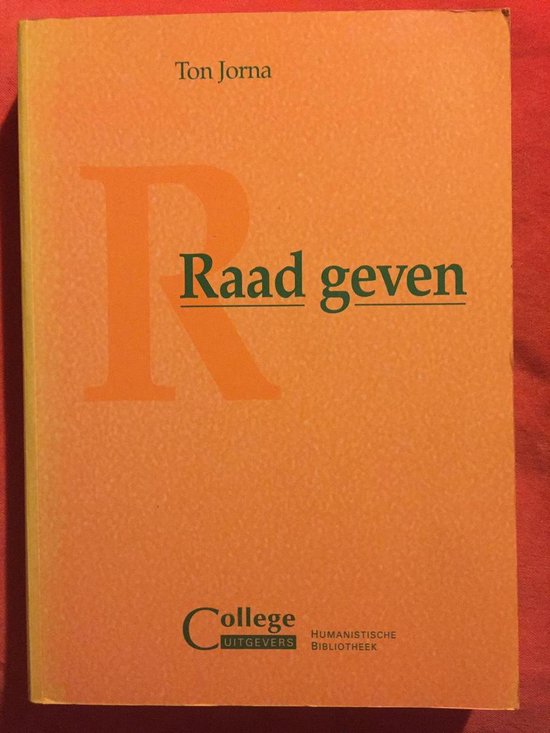 Ton Jorna
R
Raad geven
College
UITGEVERS
HUMANISTISCHE
BIBLIOTHEEK